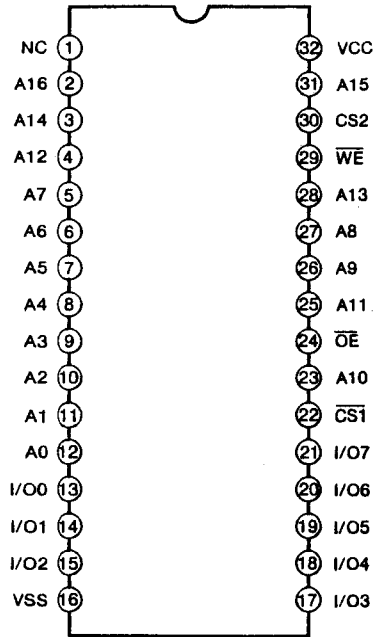 NC 1 32 VCC
A16 2 31 A15
A14 3 30 CS2
A12 4 29 W̅E̅
A7 5 28 A13
A6 6 27 A8
A5 7 26 A9
A4 8 25 A11
A3 9 24 O̅E̅
A2 10 23 A10
A1 11 22 C̅S̅1̅
A0 12 21 I/O7
I/O0 13 20 I/O6
I/O1 14 19 I/O5
I/O2 15 18 I/O4
VSS 16 17 I/O3